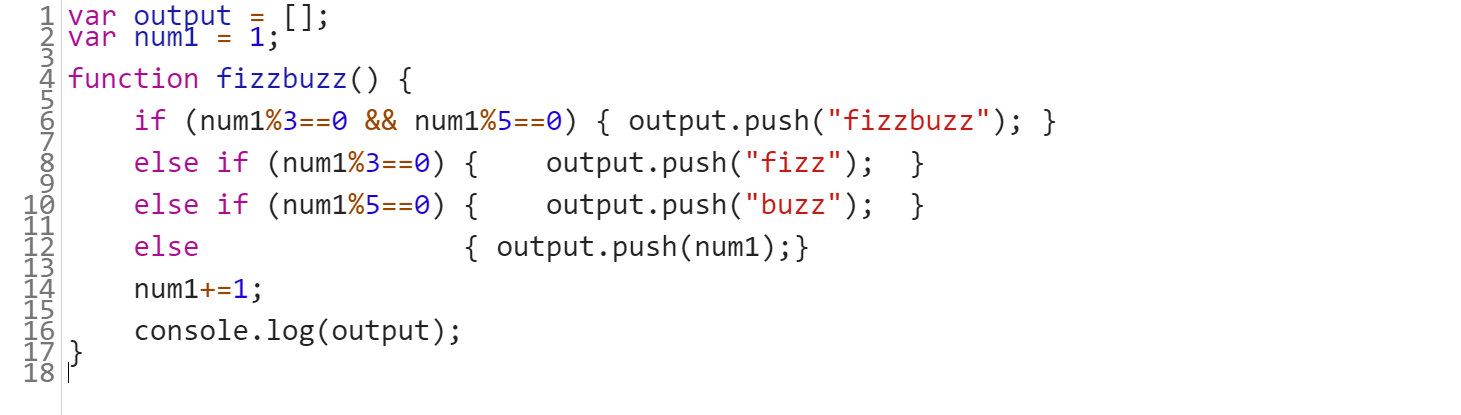 1 var output = [];
2 var num1 = 1;
3
4 function fizzbuzz() {
5
6     if (num1%3==0 && num1%5==0) { output.push("fizzbuzz"); }
7
8     else if (num1%3==0) {    output.push("fizz");  }
9
10     else if (num1%5==0) {    output.push("buzz");  }
11
12     else                { output.push(num1);}
13
14     num1+=1;
15
16     console.log(output);
17 }
18